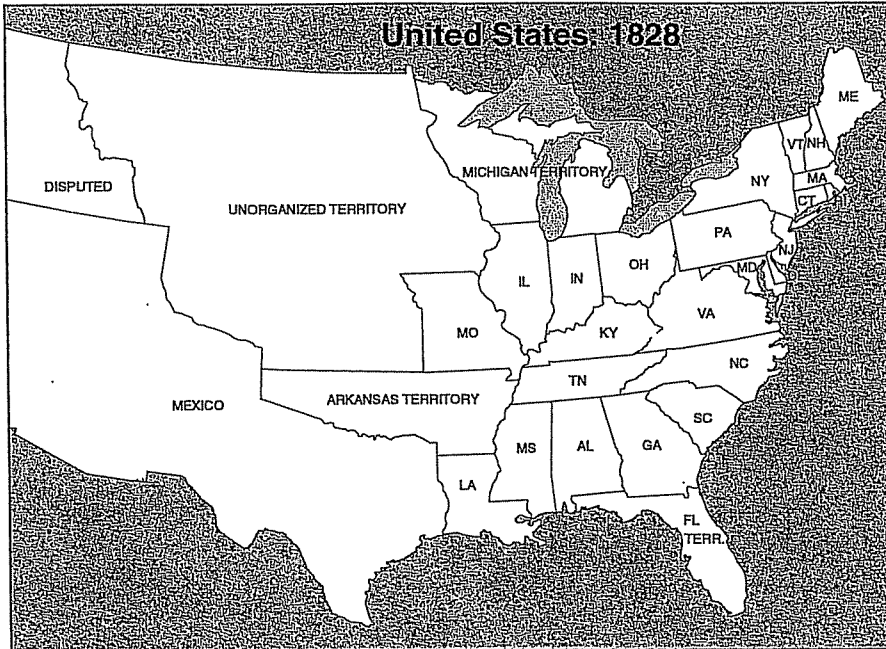 United States: 1828
ME
VT NH
MICHIGAN TERRITORY
MA
NY
DISPUTED
CT
UNORGANIZED TERRITORY
PA
NJ
OH
MD
IL
IN
VA
MO
KY
NC
TN
ARKANSAS TERRITORY
MEXICO
SC
MS
AL
GA
LA
FL
TERR.